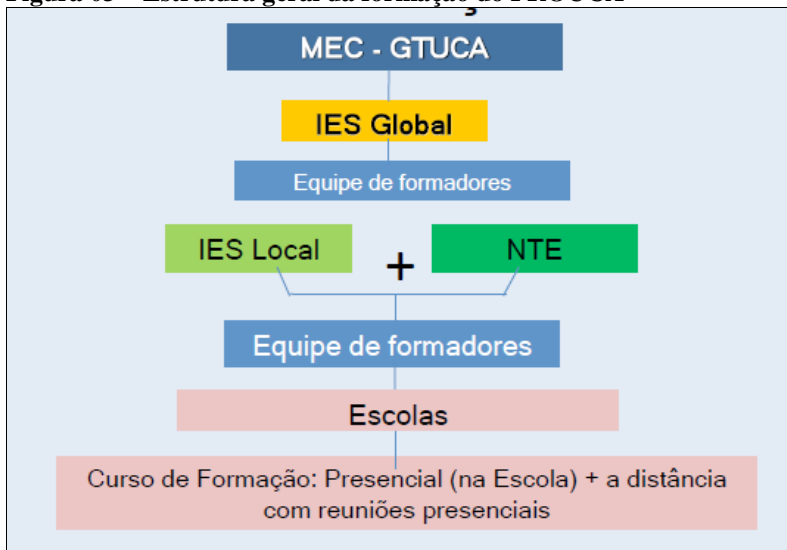 MEC - GTUCA
IES Global
Equipe de formadores
IES Local
+
NTE
Equipe de formadores
Escolas
Curso de Formação: Presencial (na Escola) + a distância
com reuniões presenciais